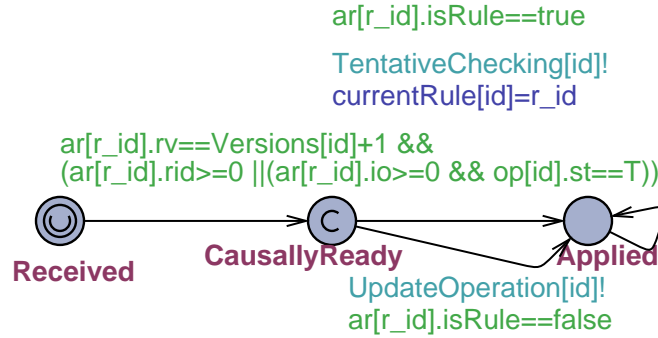 ar[r_id].isRule==true
TentativeChecking[id]!
currentRule[id]=r_id
ar[r_id].rv==Versions[id]+1 &&
(ar[r_id].rid>=0 ||(ar[r_id].io>=0 && op[id].st==T))
C
Received
CausallyReady
Applied
UpdateOperation[id]!
ar[r_id].isRule==false